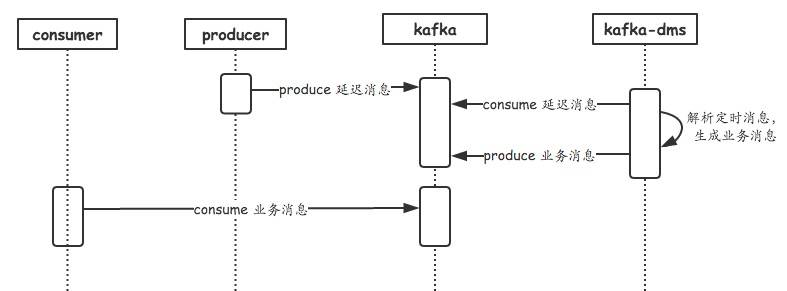 consumer
producer
kafka
kafka-dms
produce 延迟消息
consume 延迟消息
解析定时消息，
生成业务消息
produce 业务消息
consume 业务消息